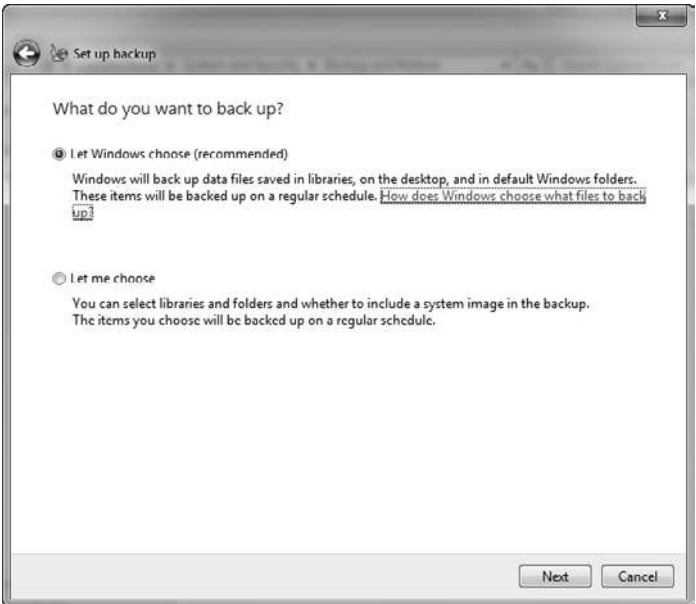 Set up backup
What do you want to back up?
Let Windows choose (recommended)
Windows will back up data files saved in libraries, on the desktop, and in default Windows folders.
These items will be backed up on a regular schedule. How does Windows choose what files to back
up?
Let me choose
You can select libraries and folders and whether to include a system image in the backup.
The items you choose will be backed up on a regular schedule.
Next Cancel